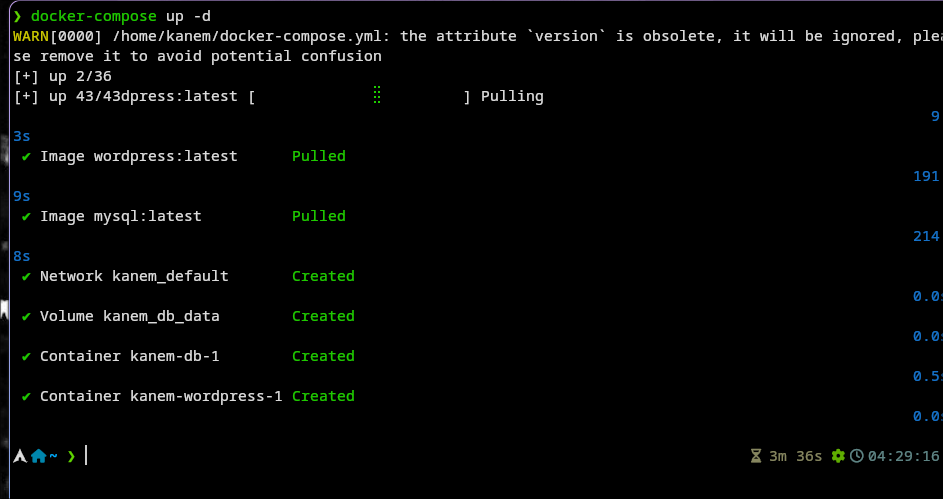 ❯ docker-compose up -d
WARN[0000] /home/kanem/docker-compose.yml: the attribute `version` is obsolete, it will be ignored, plea
se remove it to avoid potential confusion
[+] up 2/36
[+] up 43/43dpress:latest [ ⣿ ] Pulling
9
3s
✔ Image wordpress:latest Pulled
191
9s
✔ Image mysql:latest Pulled
214
8s
✔ Network kanem_default Created
0.0s
✔ Volume kanem_db_data Created
0.0s
✔ Container kanem-db-1 Created
0.5s
✔ Container kanem-wordpress-1 Created
0.0s
~ ❯ 3m 36s 04:29:16